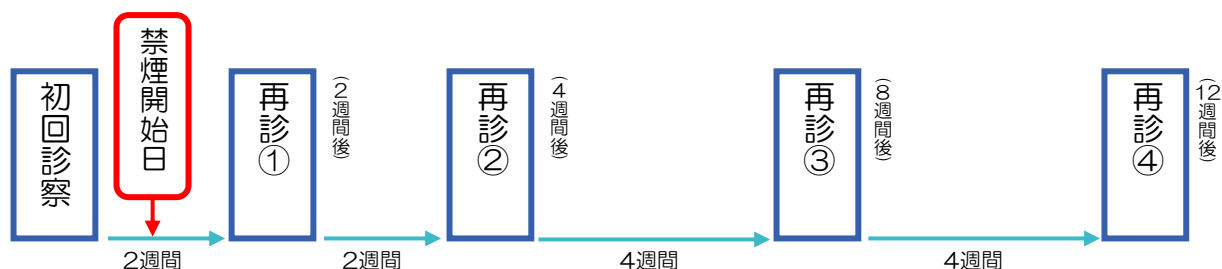 初回診察
禁煙開始日
再診①
(2週間後)
再診②
(4週間後)
再診③
(8週間後)
再診④
(12週間後)
2週間
2週間
4週間
4週間